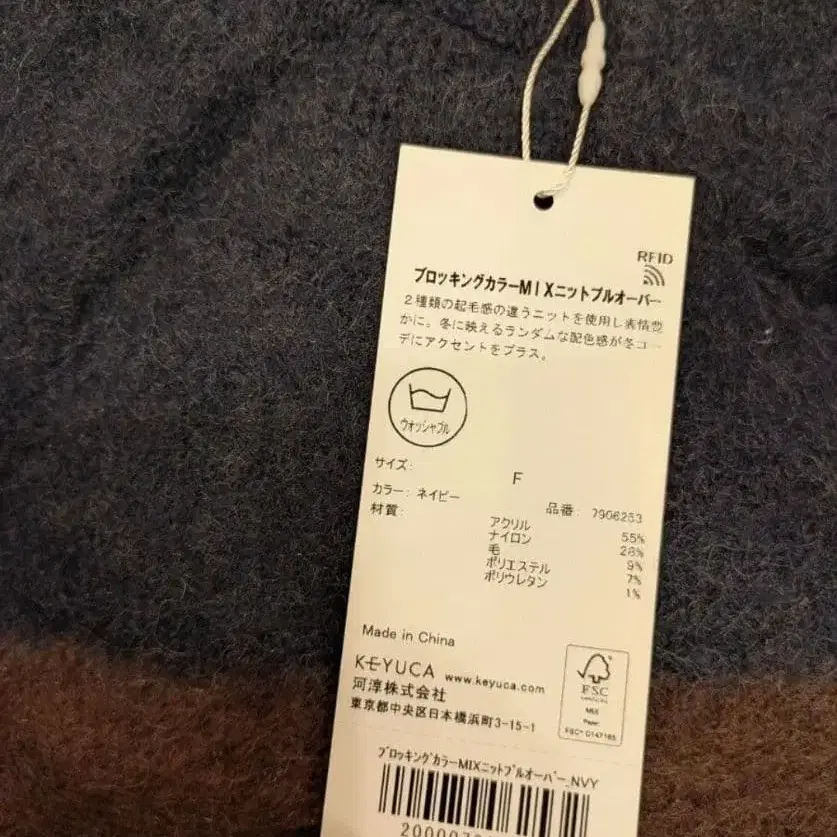 RFID
ブロッキングカラーMIXニットプルオーバー
2種類の起毛感の違うニットを使用し表情豊
かに。冬に映えるランダムな配色感が冬コー
デにアクセントをプラス。
ウォッシャブル
サイズ: F
カラー: ネイビー 品番: 7906253
材質:
アクリル 55%
ナイロン 28%
毛 9%
ポリエステル 7%
ポリウレタン 1%
Made in China
KEYUCA www.keyuca.com
河淳株式会社
東京都中央区日本橋浜町3-15-1
FSC
MIX
Paper
FSC® C147165
ブロッキングカラーMIXニットプルオーバー_NVY